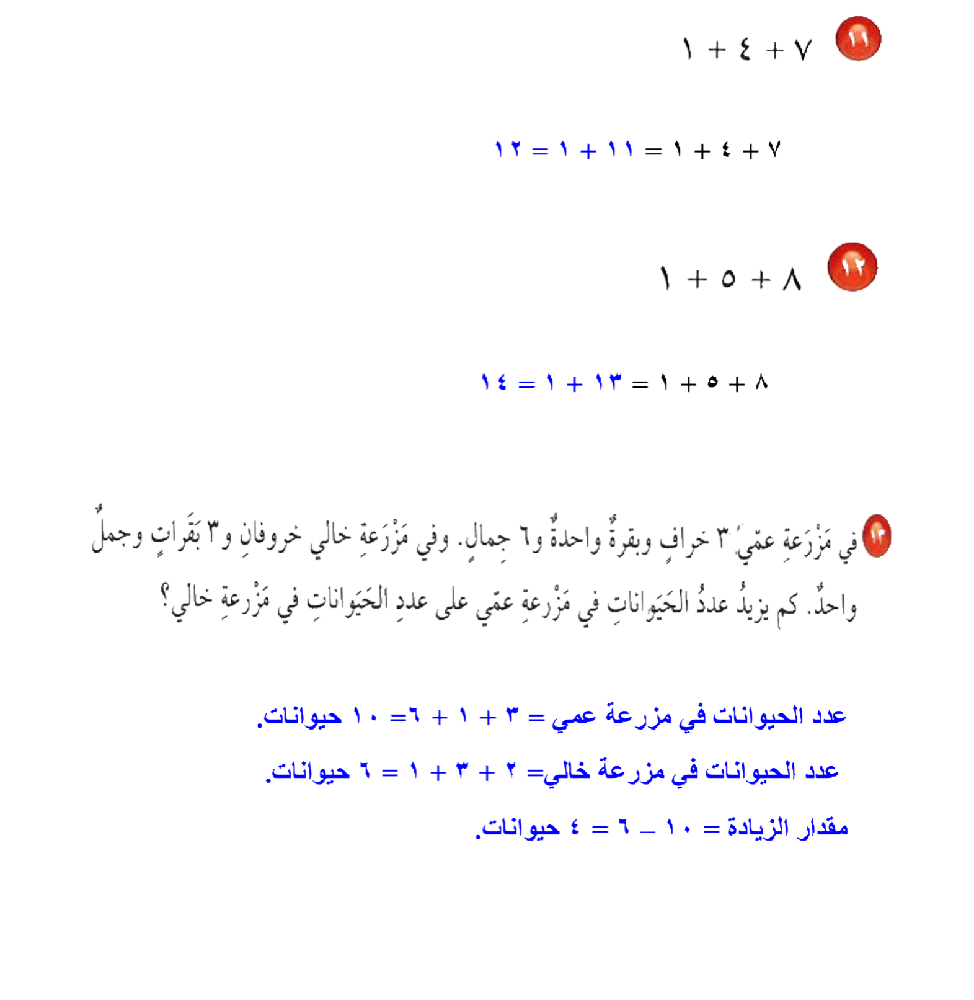 ١١ ٧ + ٤ + ١
٧ + ٤ + ١ = ١١ + ١ = ١٢
١٢ ٨ + ٥ + ١
٨ + ٥ + ١ = ١٣ + ١ = ١٤
١٣ في مَزْرَعةِ عمّي ٣ خرافٍ وبقرةٌ واحدةٌ و٦ جِمالٍ. وفي مَزْرَعةِ خالي خروفانِ و٣ بَقَراتٍ وجملٌ
واحدٌ. كم يزيدُ عددُ الحَيَواناتِ في مَزْرعةِ عمّي على عددِ الحَيَواناتِ في مَزْرعةِ خالي؟
عدد الحيوانات في مزرعة عمي = ٣ + ١ + ٦= ١٠ حيوانات.
عدد الحيوانات في مزرعة خالي= ٢ + ٣ + ١ = ٦ حيوانات.
مقدار الزيادة = ١٠ – ٦ = ٤ حيوانات.